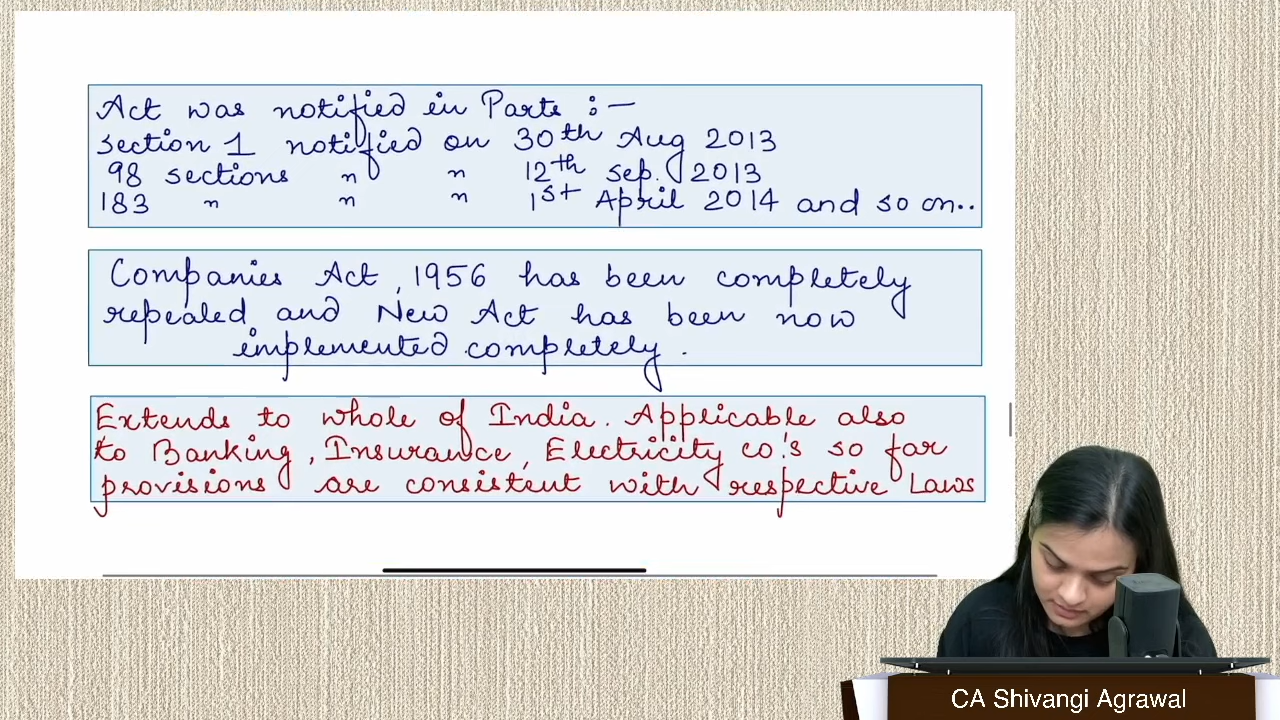 Act was notified in Parts :-
section 1 notified on 30th Aug 2013
98 sections " " 12th sep. 2013
183 " " " 1st April 2014 and so on..
Companies Act, 1956 has been completely
repealed and New Act has been now
implemented completely.
Extends to whole of India. Applicable also
to Banking, Insurance, Electricity co.'s so far
provisions are consistent with respective Laws
CA Shivangi Agrawal